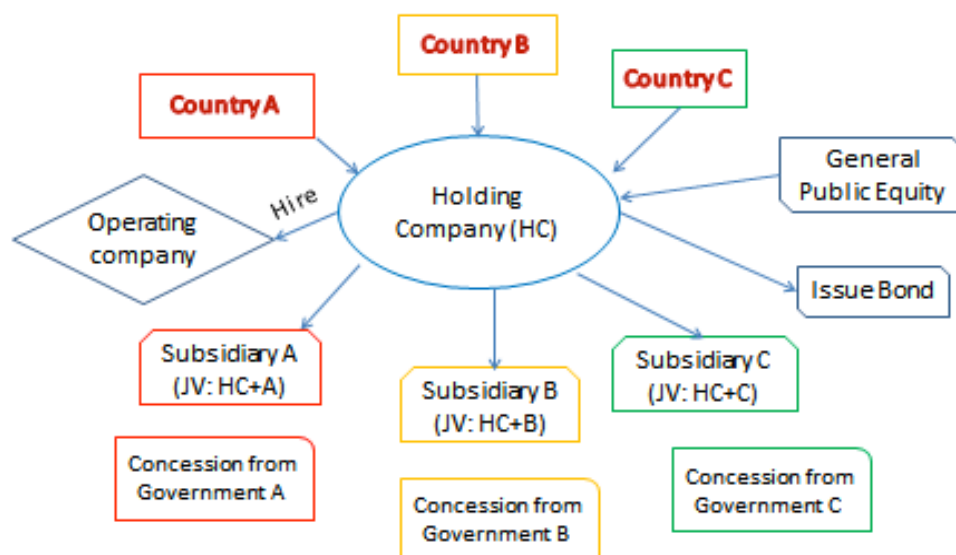 Country B
Country A
Country C
General
Public Equity
Hire
Operating
company
Holding
Company (HC)
Issue Bond
Subsidiary A
(JV: HC+A)
Subsidiary B
(JV: HC+B)
Subsidiary C
(JV: HC+C)
Concession from
Government A
Concession from
Government B
Concession from
Government C